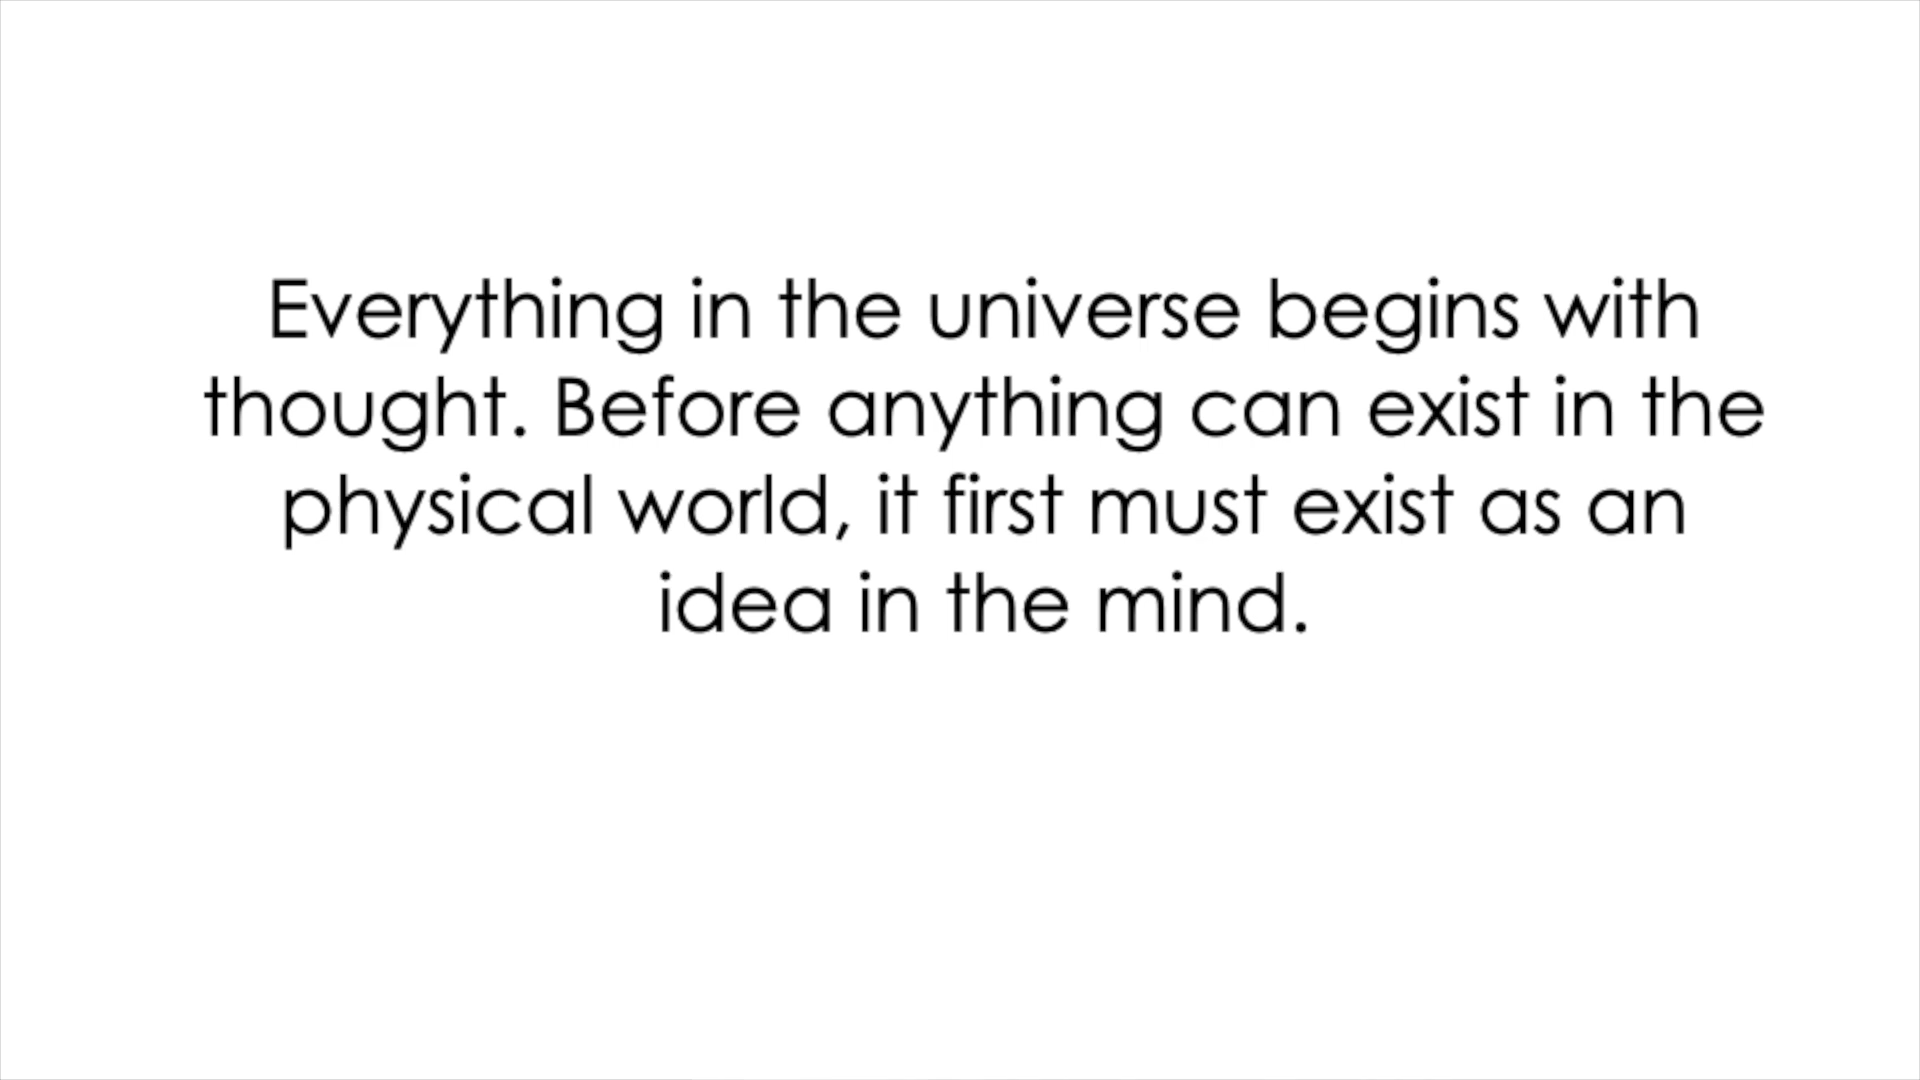 Everything in the universe begins with
thought. Before anything can exist in the
physical world, it first must exist as an
idea in the mind.